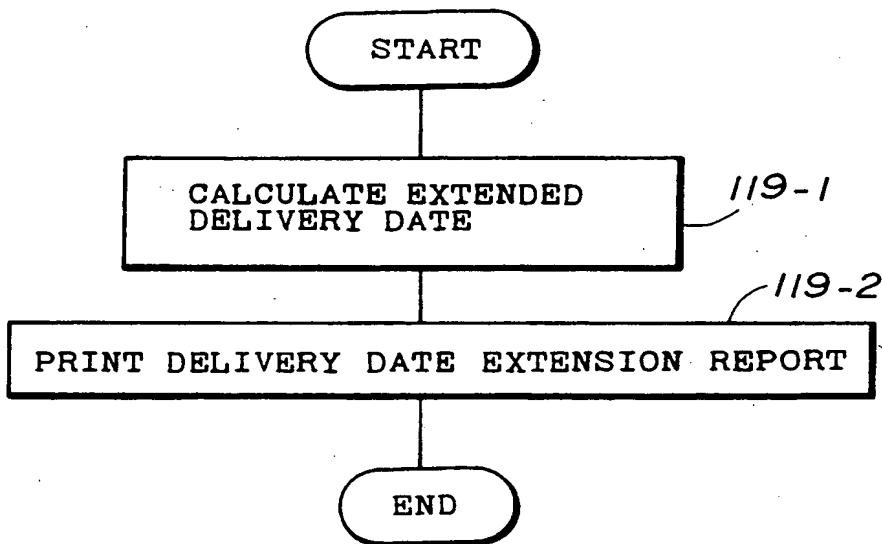 START
CALCULATE EXTENDED
DELIVERY DATE
119-1
119-2
PRINT DELIVERY DATE EXTENSION REPORT
END